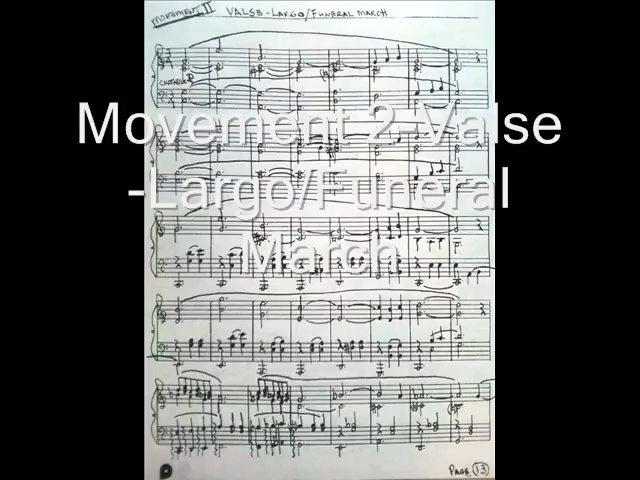 MOVEMENT II VALSE-LARGO/FUNERAL MARCH
Movement 2-Valse
-Largo/Funeral
March
PAGE 13